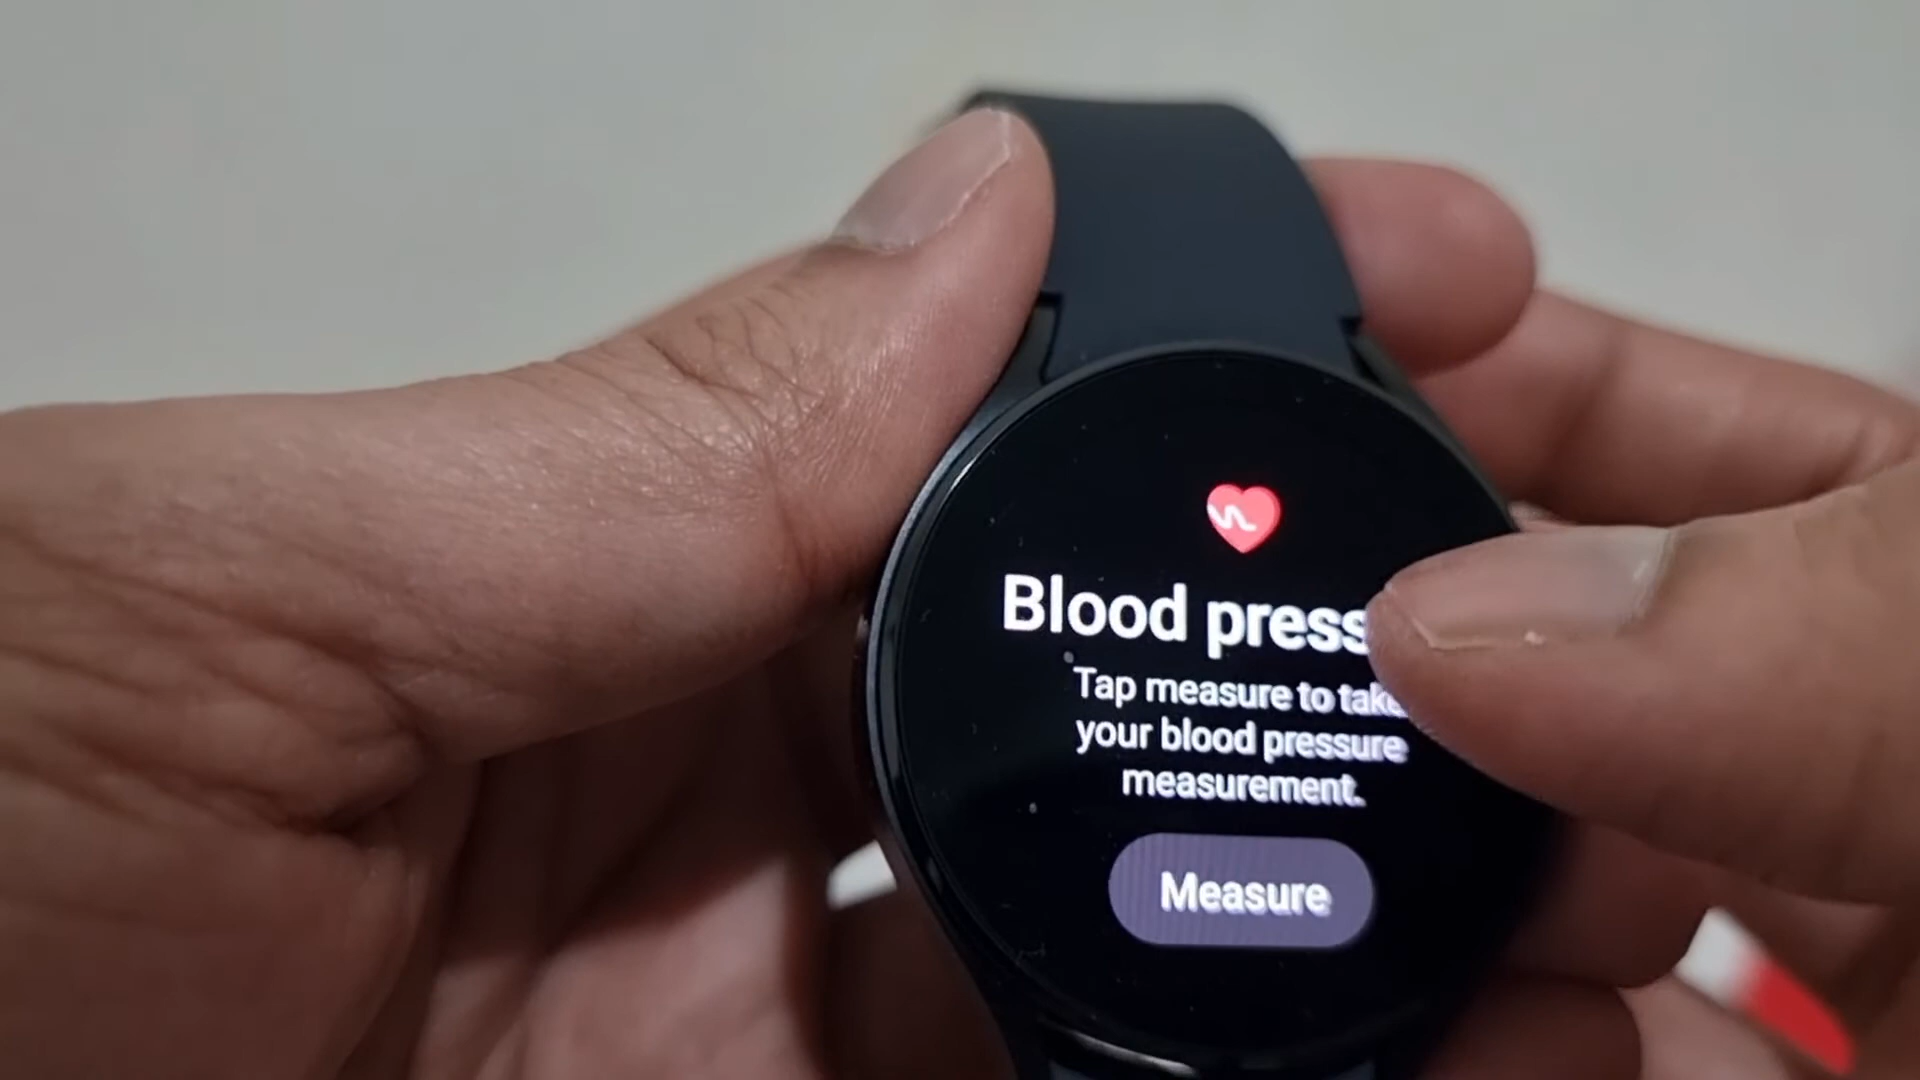 Blood press
Tap measure to take
your blood pressure
measurement.
Measure